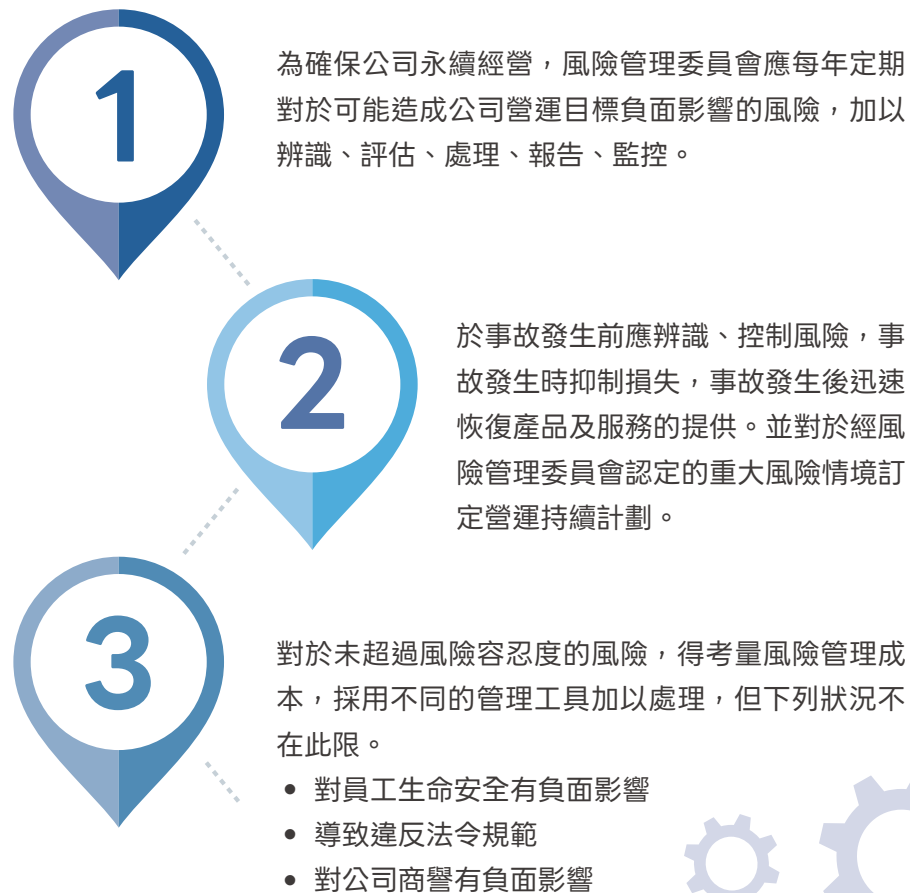 1
為確保公司永續經營，風險管理委員會應每年定期
對於可能造成公司營運目標負面影響的風險，加以
辨識、評估、處理、報告、監控。
2
於事故發生前應辨識、控制風險，事
故發生時抑制損失，事故發生後迅速
恢復產品及服務的提供。並對於經風
險管理委員會認定的重大風險情境訂
定營運持續計劃。
3
對於未超過風險容忍度的風險，得考量風險管理成
本，採用不同的管理工具加以處理，但下列狀況不
在此限。
• 對員工生命安全有負面影響
• 導致違反法令規範
• 對公司商譽有負面影響